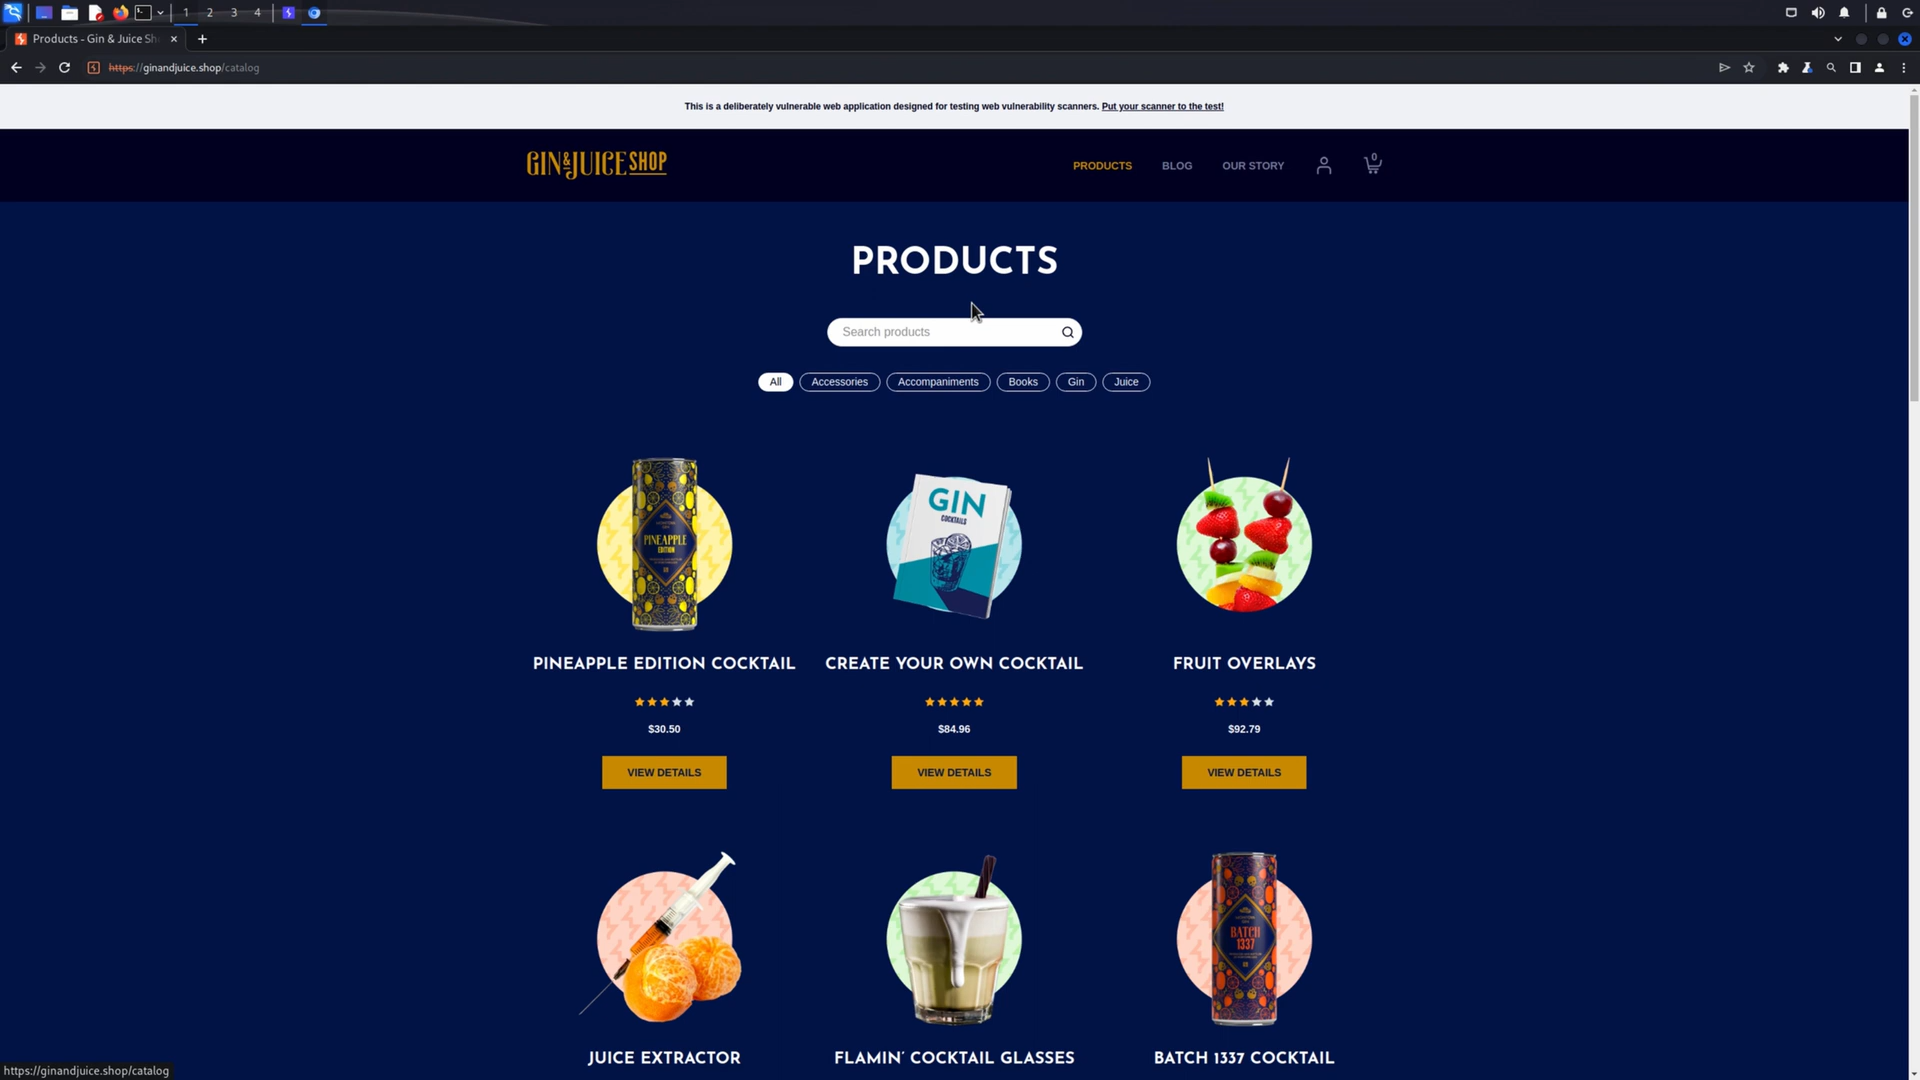 1 2 3 4
Products - Gin & Juice Sh
https://ginandjuice.shop/catalog
This is a deliberately vulnerable web application designed for testing web vulnerability scanners. Put your scanner to the test!
GIN & JUICE SHOP
PRODUCTS BLOG OUR STORY 0
PRODUCTS
Search products
All Accessories Accompaniments Books Gin Juice
PINEAPPLE
EDITION
GIN
COCKTAILS
PINEAPPLE EDITION COCKTAIL CREATE YOUR OWN COCKTAIL FRUIT OVERLAYS
$30.50 $84.96 $92.79
VIEW DETAILS VIEW DETAILS VIEW DETAILS
BATCH
1337
JUICE EXTRACTOR FLAMIN' COCKTAIL GLASSES BATCH 1337 COCKTAIL
https://ginandjuice.shop/catalog